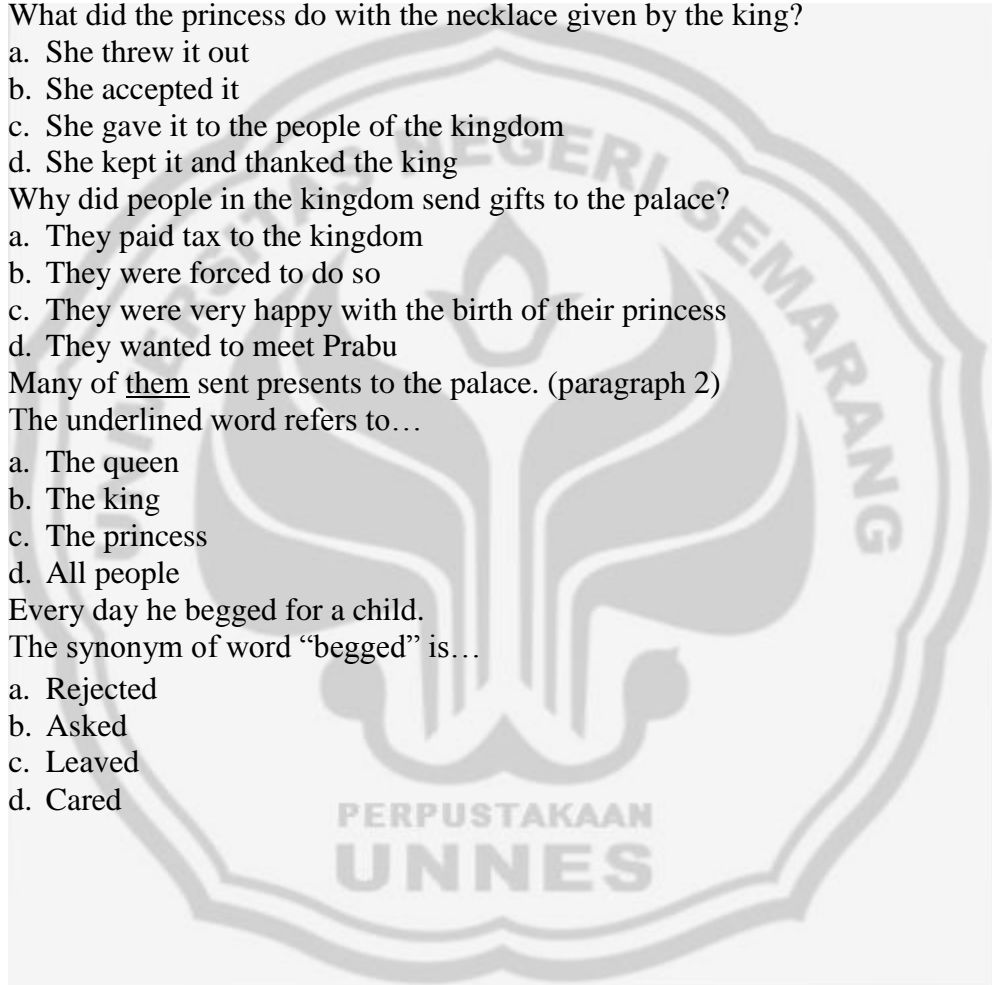 What did the princess do with the necklace given by the king?
a. She threw it out
b. She accepted it
c. She gave it to the people of the kingdom
d. She kept it and thanked the king
Why did people in the kingdom send gifts to the palace?
a. They paid tax to the kingdom
b. They were forced to do so
c. They were very happy with the birth of their princess
d. They wanted to meet Prabu
Many of them sent presents to the palace. (paragraph 2)
The underlined word refers to…
a. The queen
b. The king
c. The princess
d. All people
Every day he begged for a child.
The synonym of word “begged” is…
a. Rejected
b. Asked
c. Leaved
d. Cared
UNIVERSITAS NEGERI SEMARANG
PERPUSTAKAAN
UNNES